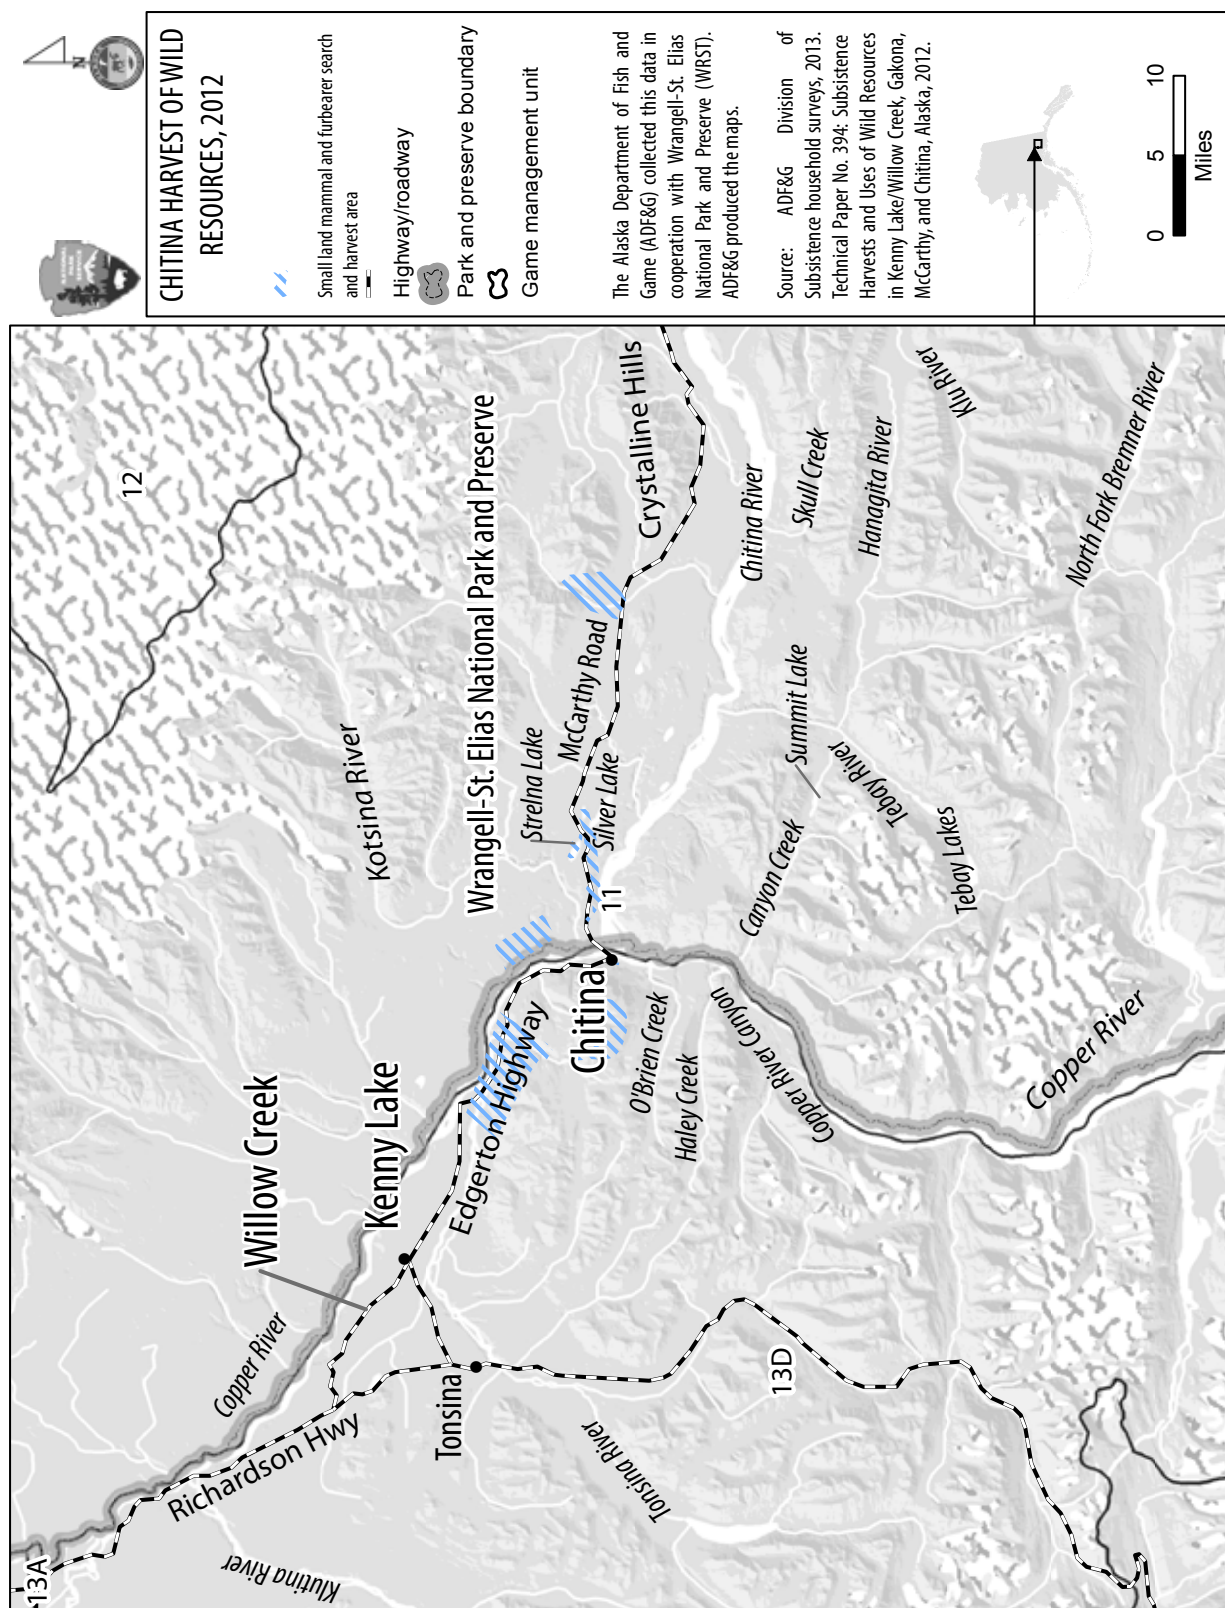 CHITINA HARVEST OF WILD
RESOURCES, 2012
Small land mammal and furbearer search
and harvest area
Highway/roadway
Park and preserve boundary
Game management unit
The Alaska Department of Fish and
Game (ADF&G) collected this data in
cooperation with Wrangell-St. Elias
National Park and Preserve (WRST).
ADF&G produced the maps.
Source: ADF&G Division of
Subsistence household surveys, 2013.
Technical Paper No. 394: Subsistence
Harvests and Uses of Wild Resources
in Kenny Lake/Willow Creek, Gakona,
McCarthy, and Chitina, Alaska, 2012.
0 5 10
Miles
N
NATIONAL
PARK
SERVICE
13A
Klutina River
Richardson Hwy
Copper River
Willow Creek
Kenny Lake
Tonsina
Tonsina River
13D
Edgerton Highway
Chitina
O'Brien Creek
Haley Creek
Copper River Canyon
Copper River
12
Kotsina River
Wrangell-St. Elias National Park and Preserve
Strelna Lake
McCarthy Road
Silver Lake
11
Crystalline Hills
Chitina River
Skull Creek
Hanagita River
Klu River
Summit Lake
Canyon Creek
Tebay River
Tebay Lakes
North Fork Bremner River